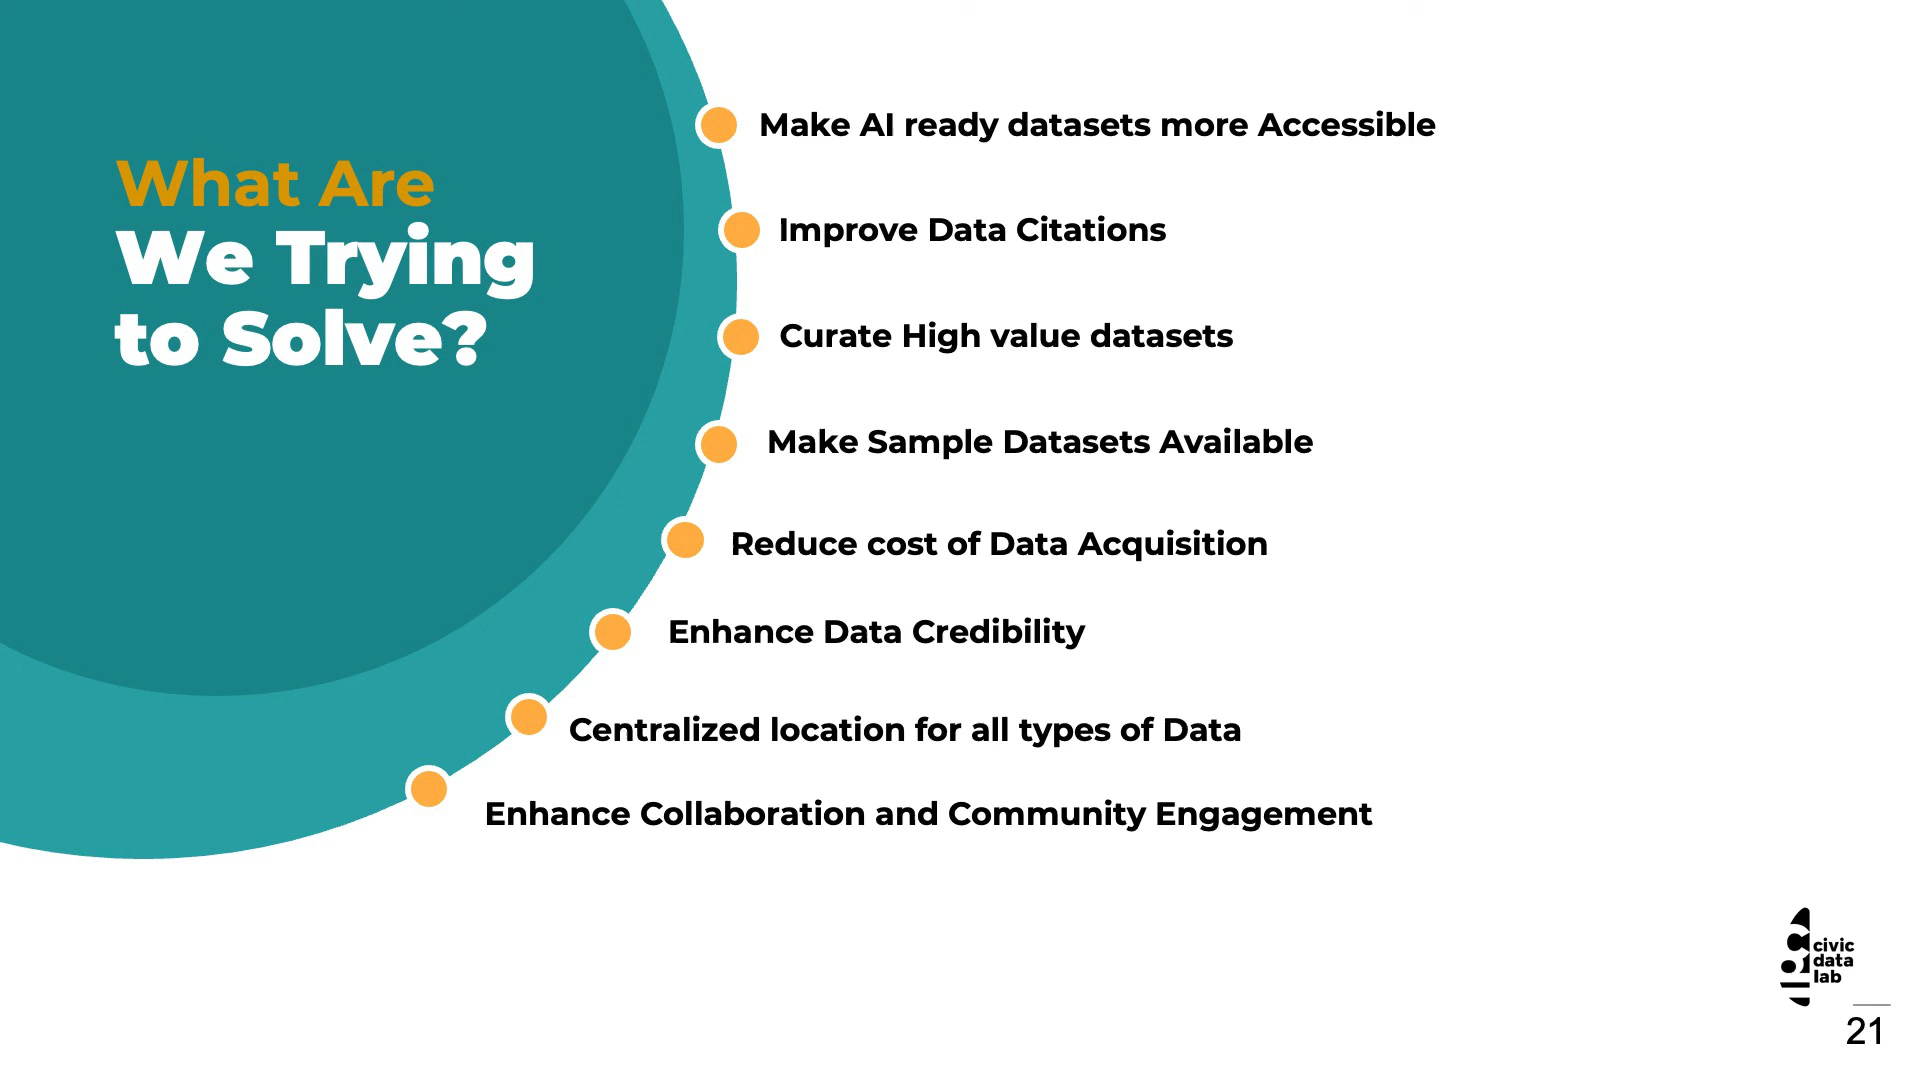 What Are
We Trying
to Solve?
Make AI ready datasets more Accessible
Improve Data Citations
Curate High value datasets
Make Sample Datasets Available
Reduce cost of Data Acquisition
Enhance Data Credibility
Centralized location for all types of Data
Enhance Collaboration and Community Engagement
civic
data
lab
21